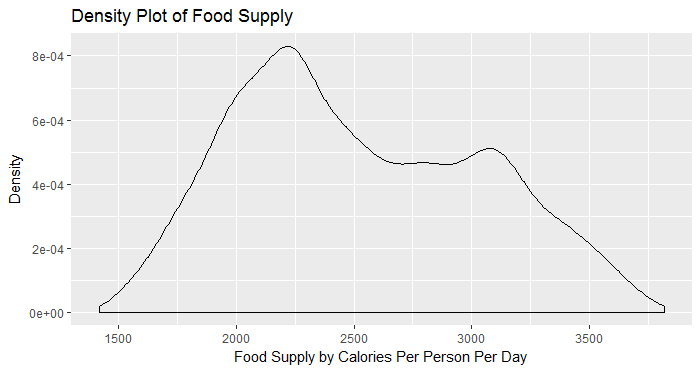 Density Plot of Food Supply
8e-04
6e-04
4e-04
2e-04
0e+00
Density
1500 2000 2500 3000 3500
Food Supply by Calories Per Person Per Day